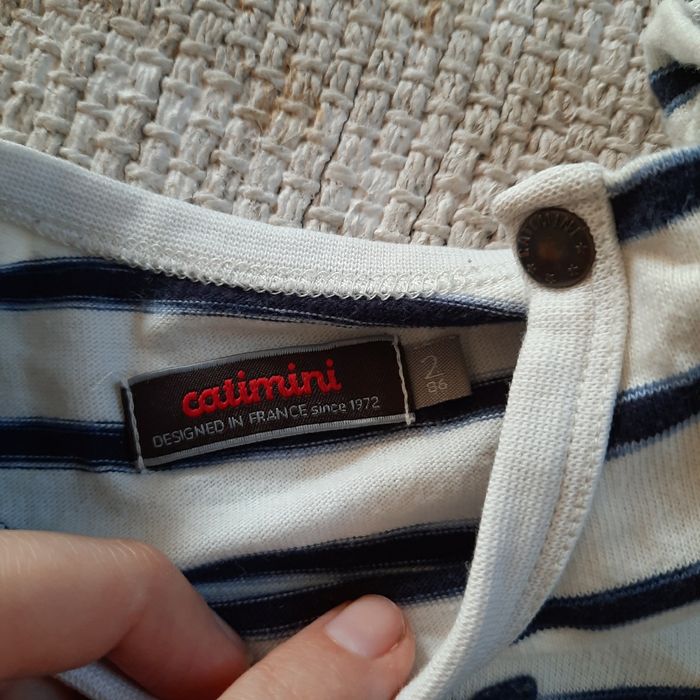 catimini
DESIGNED IN FRANCE since 1972
2
86